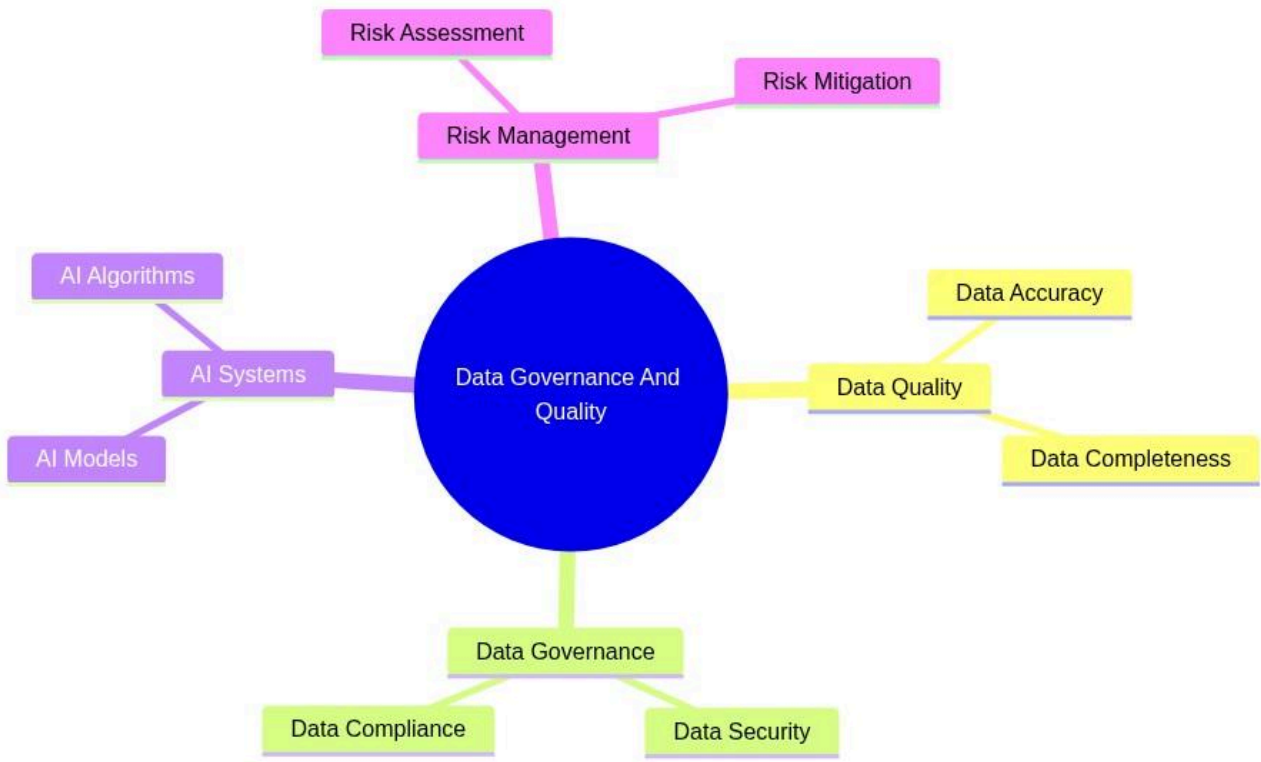 Risk Assessment
Risk Mitigation
Risk Management
AI Algorithms
Data Accuracy
AI Systems
Data Governance And
Quality
Data Quality
AI Models
Data Completeness
Data Governance
Data Compliance
Data Security